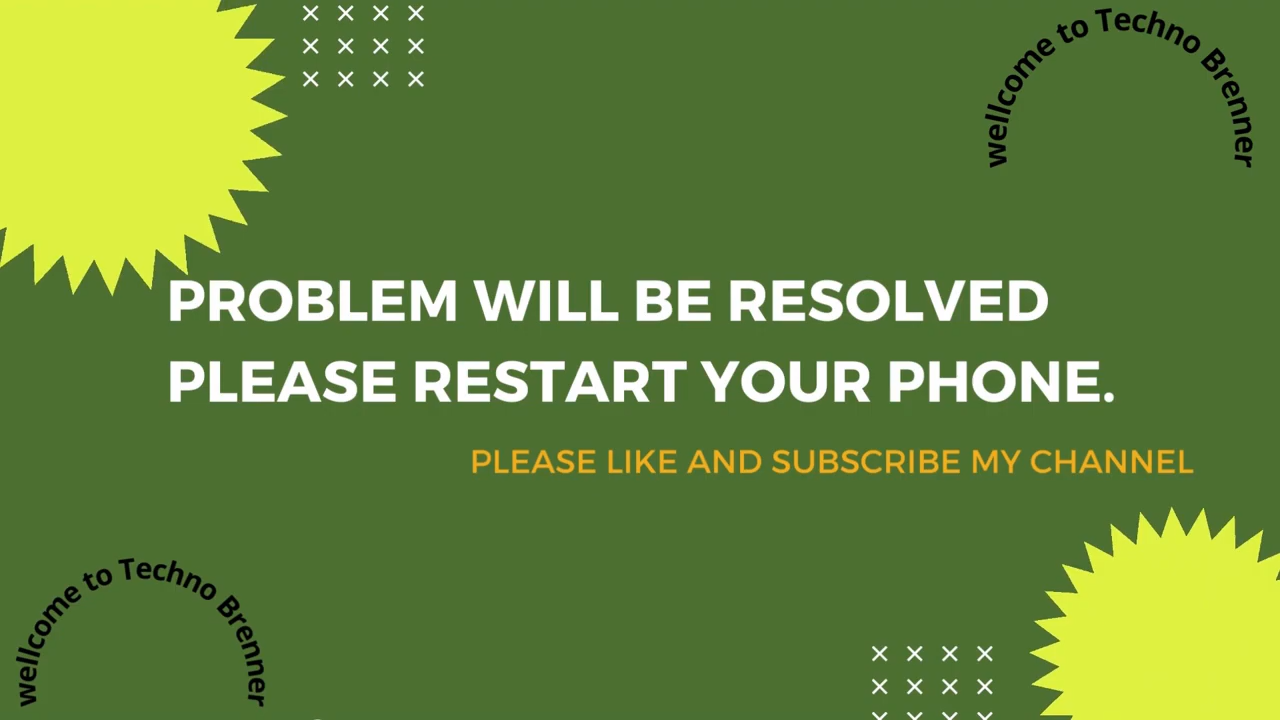 wellcome to Techno Brenner
PROBLEM WILL BE RESOLVED
PLEASE RESTART YOUR PHONE.
PLEASE LIKE AND SUBSCRIBE MY CHANNEL
wellcome to Techno Brenner